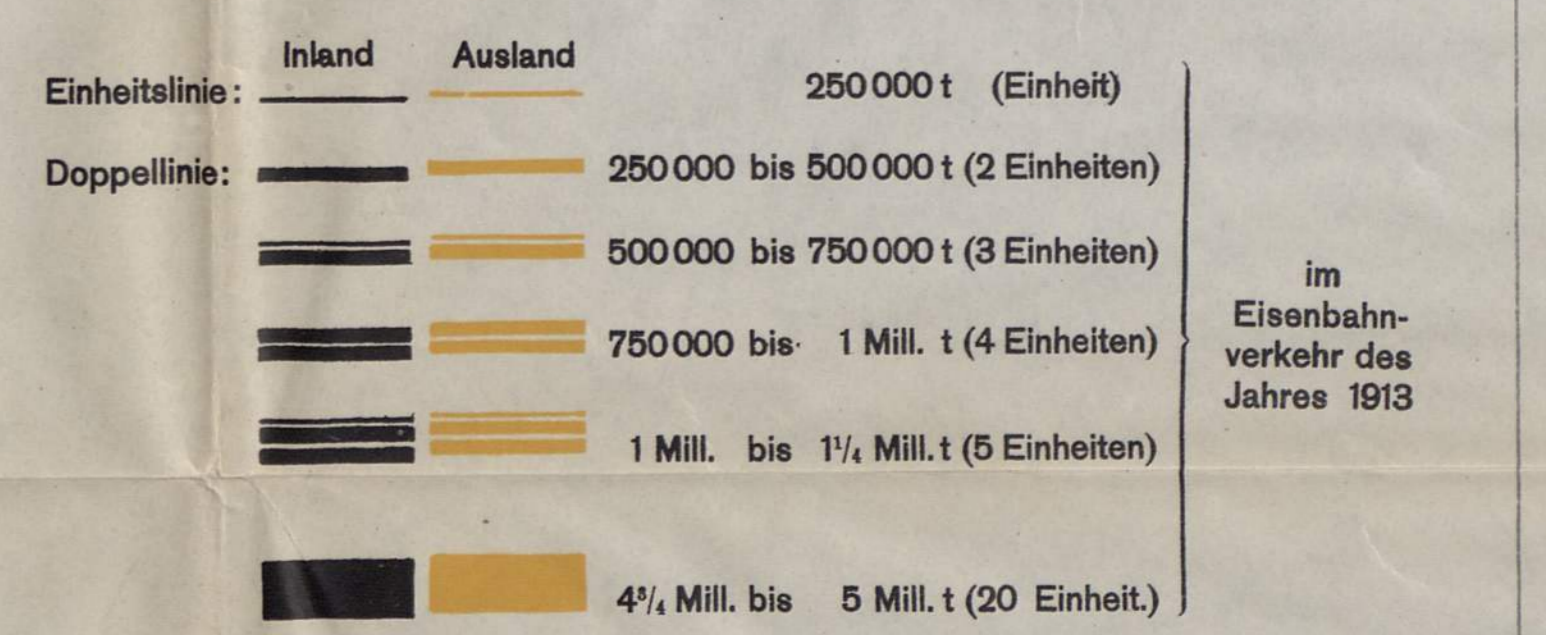 Inland Ausland
Einheitslinie: 250000 t (Einheit)
Doppellinie: 250000 bis 500000 t (2 Einheiten)
500000 bis 750000 t (3 Einheiten)
750000 bis 1 Mill. t (4 Einheiten)
1 Mill. bis 1¼ Mill. t (5 Einheiten)
4¾ Mill. bis 5 Mill. t (20 Einheit.)
im
Eisenbahn-
verkehr des
Jahres 1913